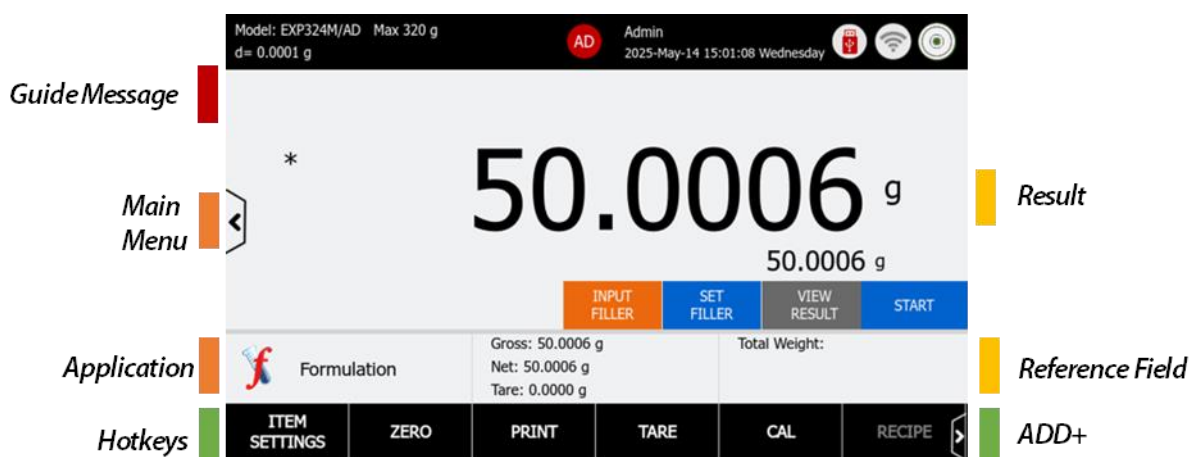 Model: EXP324M/AD Max 320 g
d= 0.0001 g
AD
Admin
2025-May-14 15:01:08 Wednesday
Guide Message
*
50.0006 g
50.0006 g
Main
Menu
Result
INPUT
FILLER
SET
FILLER
VIEW
RESULT
START
Application
f Formulation
Gross: 50.0006 g
Net: 50.0006 g
Tare: 0.0000 g
Total Weight:
Reference Field
Hotkeys
ITEM
SETTINGS
ZERO
PRINT
TARE
CAL
RECIPE
ADD+